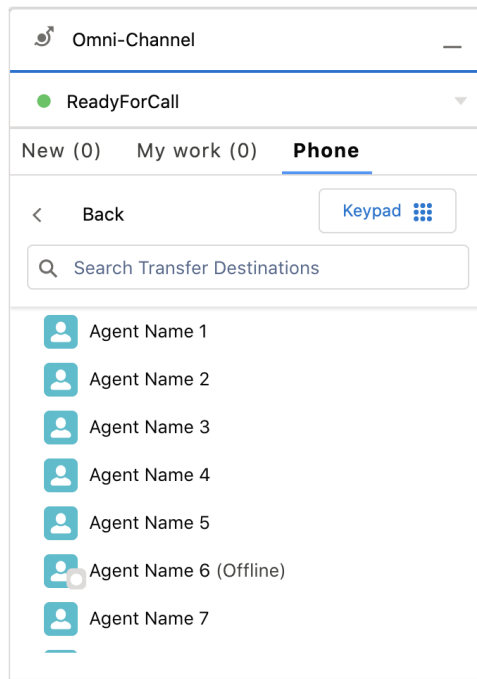 Omni-Channel
ReadyForCall
New (0) My work (0) Phone
Back Keypad
Search Transfer Destinations
Agent Name 1
Agent Name 2
Agent Name 3
Agent Name 4
Agent Name 5
Agent Name 6 (Offline)
Agent Name 7